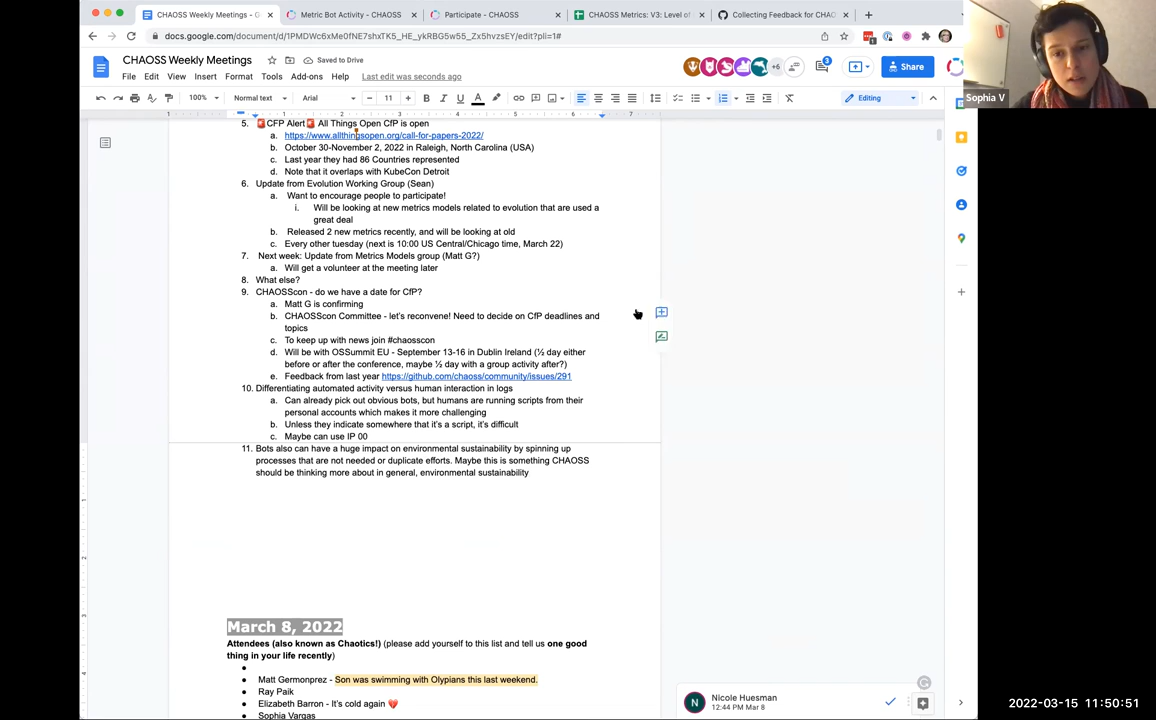 CHAOSS Weekly Meetings - G
Metric Bot Activity - CHAOSS
Participate - CHAOSS
CHAOSS Metrics: V3: Level of
Collecting Feedback for CHAO
docs.google.com/document/d/1PMDWc6xMe0fNE7shxTK5_HE_ykRBG5w55_Zx5hvzsEY/edit?pli=1#
CHAOSS Weekly Meetings
Saved to Drive
File Edit View Insert Format Tools Add-ons Help Last edit was seconds ago
+6
3
Share
100% Normal text Arial 11 Editing
Sophia V
5. CFP Alert All Things Open CfP is open
a. https://www.allthingsopen.org/call-for-papers-2022/
b. October 30-November 2, 2022 in Raleigh, North Carolina (USA)
c. Last year they had 86 Countries represented
d. Note that it overlaps with KubeCon Detroit
6. Update from Evolution Working Group (Sean)
a. Want to encourage people to participate!
i. Will be looking at new metrics models related to evolution that are used a
great deal
b. Released 2 new metrics recently, and will be looking at old
c. Every other tuesday (next is 10:00 US Central/Chicago time, March 22)
7. Next week: Update from Metrics Models group (Matt G?)
a. Will get a volunteer at the meeting later
8. What else?
9. CHAOSScon - do we have a date for CfP?
a. Matt G is confirming
b. CHAOSScon Committee - let's reconvene! Need to decide on CfP deadlines and
topics
c. To keep up with news join #chaosscon
d. Will be with OSSummit EU - September 13-16 in Dublin Ireland (½ day either
before or after the conference, maybe ½ day with a group activity after?)
e. Feedback from last year https://github.com/chaoss/community/issues/291
10. Differentiating automated activity versus human interaction in logs
a. Can already pick out obvious bots, but humans are running scripts from their
personal accounts which makes it more challenging
b. Unless they indicate somewhere that it's a script, it's difficult
c. Maybe can use IP 00
11. Bots also can have a huge impact on environmental sustainability by spinning up
processes that are not needed or duplicate efforts. Maybe this is something CHAOSS
should be thinking more about in general, environmental sustainability
March 8, 2022
Attendees (also known as Chaotics!) (please add yourself to this list and tell us one good
thing in your life recently)
Matt Germonprez - Son was swimming with Olypians this last weekend.
Ray Paik
Elizabeth Barron - It's cold again
Sophia Vargas
N
Nicole Huesman
12:44 PM Mar 8
2022-03-15 11:50:51